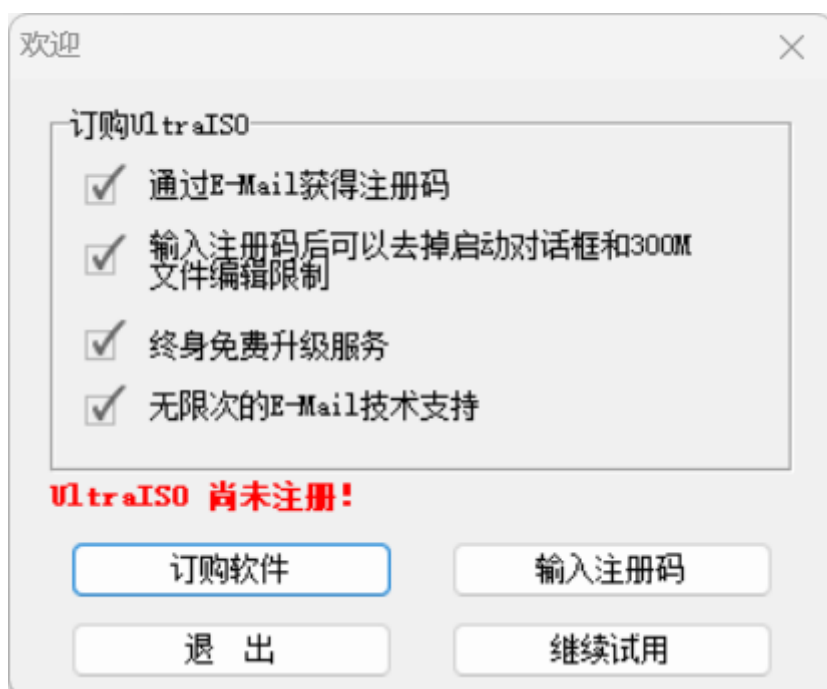 欢迎
订购UltraISO
通过E-Mail获得注册码
输入注册码后可以去掉启动对话框和300M
文件编辑限制
终身免费升级服务
无限次的E-Mail技术支持
UltraISO 尚未注册!
订购软件
输入注册码
退 出
继续试用